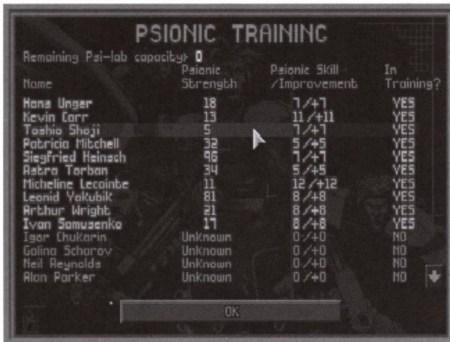 PSIONIC TRAINING
Remaining Psi-lab capacity> 0
Name Psionic Strength Psionic Skill /Improvement In Training?
Hans Unger 18 7/+7 YES
Kevin Carr 13 11/+11 YES
Toshio Shoji 5 7/+7 YES
Patricia Mitchell 32 5/+5 YES
Siegfried Heinsch 96 7/+7 YES
Astra Torban 34 5/+5 YES
Micheline Lecointe 11 12/+12 YES
Leonid Yakubik 81 8/+8 YES
Arthur Wright 21 8/+8 YES
Ivan Samusenko 17 8/+8 YES
Igor Chukarin Unknown 0/+0 NO
Galina Scharov Unknown 0/+0 NO
Neil Reynolds Unknown 0/+0 NO
Alan Parker Unknown 0/+0 NO
OK